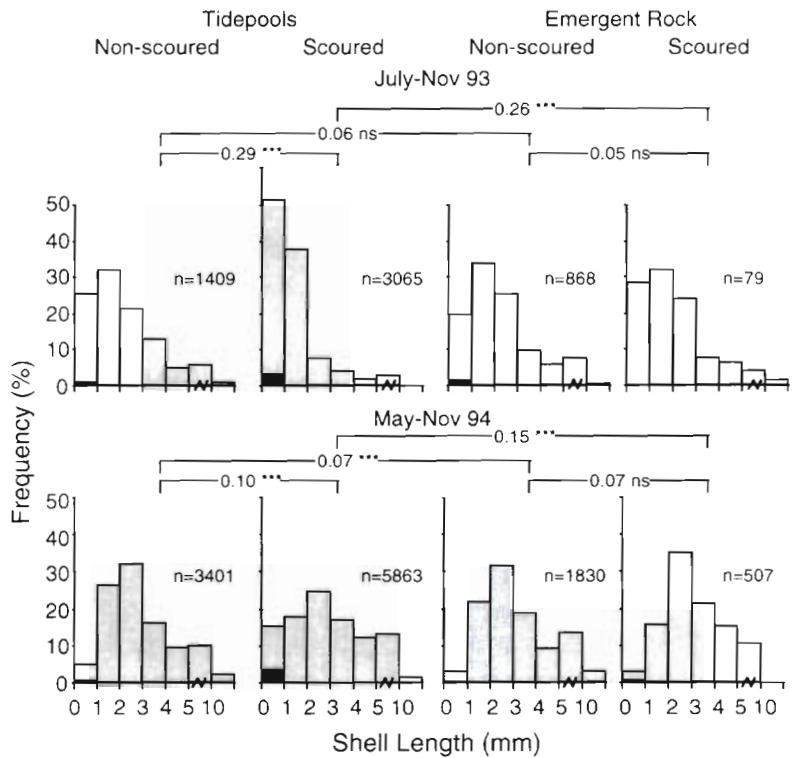 Tidepools Emergent Rock
Non-scoured Scoured Non-scoured Scoured
July-Nov 93
0.26 •••
0.06 ns
0.29 ••• 0.05 ns
50
40
30
20
10
0
n=1409 n=3065 n=868 n=79
May-Nov 94
0.15 •••
0.07 •••
0.10 ••• 0.07 ns
50
40
30
20
10
0
n=3401 n=5863 n=1830 n=507
Frequency (%)
0 1 2 3 4 5 10 0 1 2 3 4 5 10 0 1 2 3 4 5 10 0 1 2 3 4 5 10
Shell Length (mm)